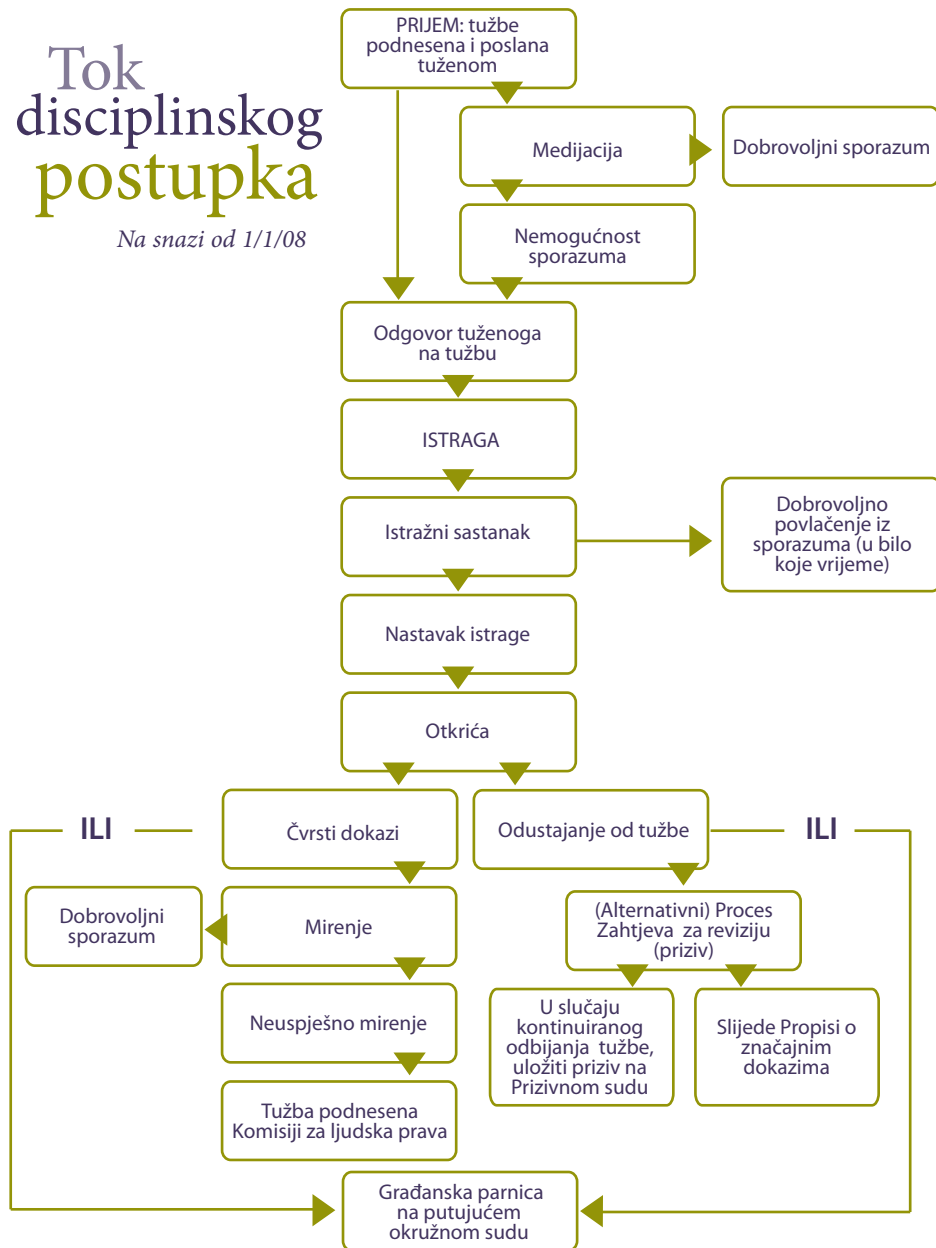 Tok
disciplinskog
postupka
Na snazi od 1/1/08
PRIJEM: tužbe
podnesena i poslana
tuženom
Medijacija
Dobrovoljni sporazum
Nemogućnost
sporazuma
Odgovor tuženoga
na tužbu
ISTRAGA
Istražni sastanak
Dobrovoljno
povlačenje iz
sporazuma (u bilo
koje vrijeme)
Nastavak istrage
Otkrića
ILI
Čvrsti dokazi
Odustajanje od tužbe
ILI
Dobrovoljni
sporazum
Mirenje
(Alternativni) Proces
Zahtjeva za reviziju
(priziv)
Neuspješno mirenje
U slučaju
kontinuiranog
odbijanja tužbe,
uložiti priziv na
Prizivnom sudu
Slijede Propisi o
značajnim
dokazima
Tužba podnesena
Komisiji za ljudska prava
Građanska parnica
na putujućem
okružnom sudu